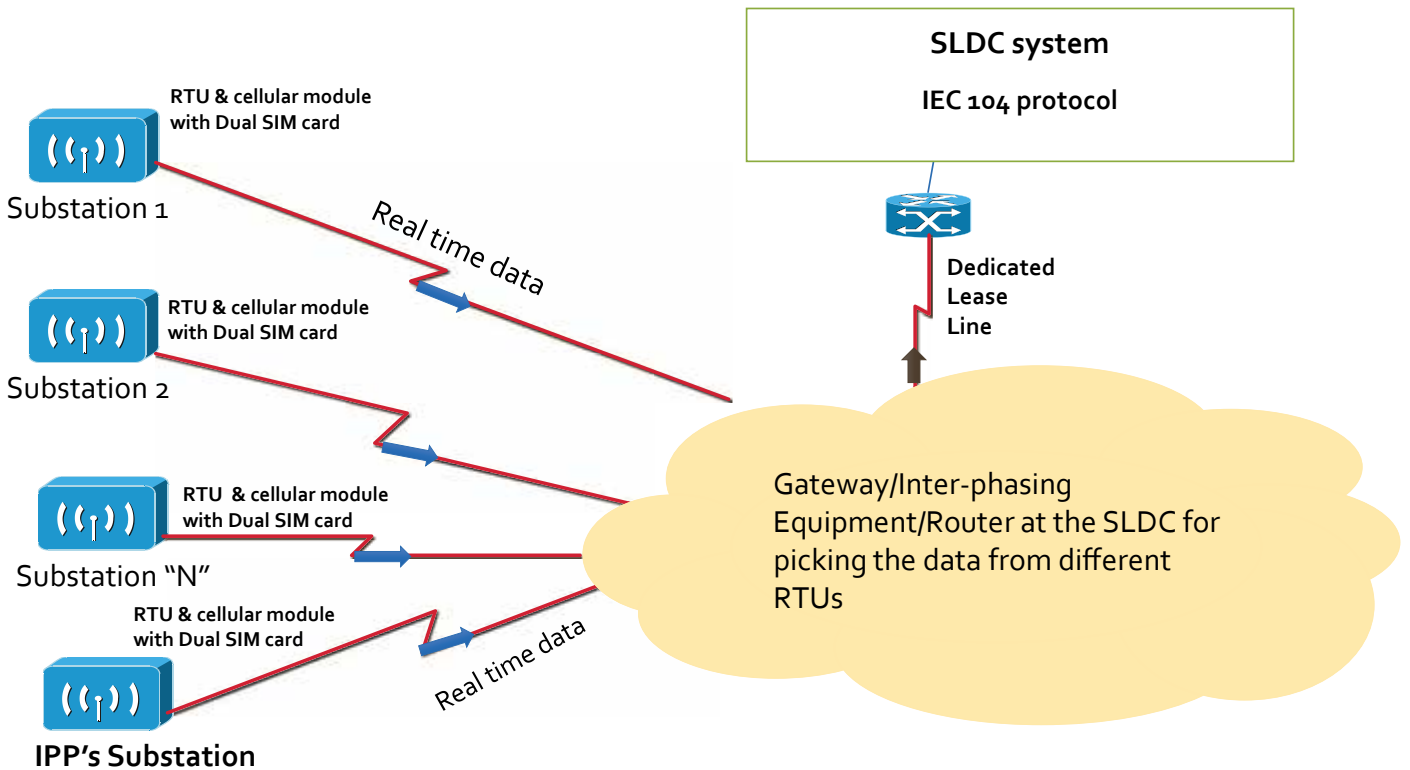 SLDC system
IEC 104 protocol
RTU & cellular module
with Dual SIM card
Substation 1
Real time data
Dedicated
Lease
Line
RTU & cellular module
with Dual SIM card
Substation 2
RTU & cellular module
with Dual SIM card
Substation “N”
Gateway/Inter-phasing
Equipment/Router at the SLDC for
picking the data from different
RTUs
RTU & cellular module
with Dual SIM card
Real time data
IPP’s Substation